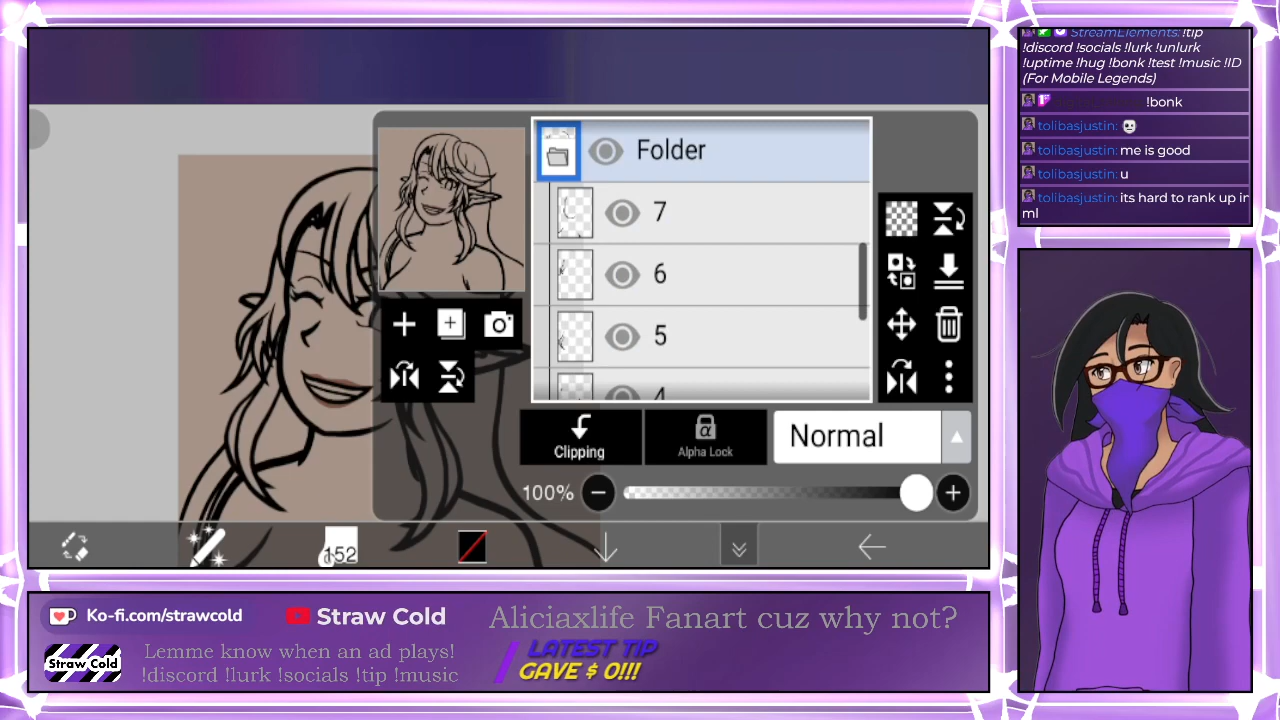 Folder
7
6
5
4
Clipping
Alpha Lock
Normal
100%
152
StreamElements: !tip
!discord !socials !lurk !unlurk
!uptime !hug !bonk !test !music !ID
(For Mobile Legends)
!bonk
tolibasjustin:
tolibasjustin: me is good
tolibasjustin: u
tolibasjustin: its hard to rank up in
ml
Ko-fi.com/strawcold
Straw Cold
Aliciaxlife Fanart cuz why not?
Straw Cold
Lemme know when an ad plays!
!discord !lurk !socials !tip !music
LATEST TIP
GAVE $ 0!!!